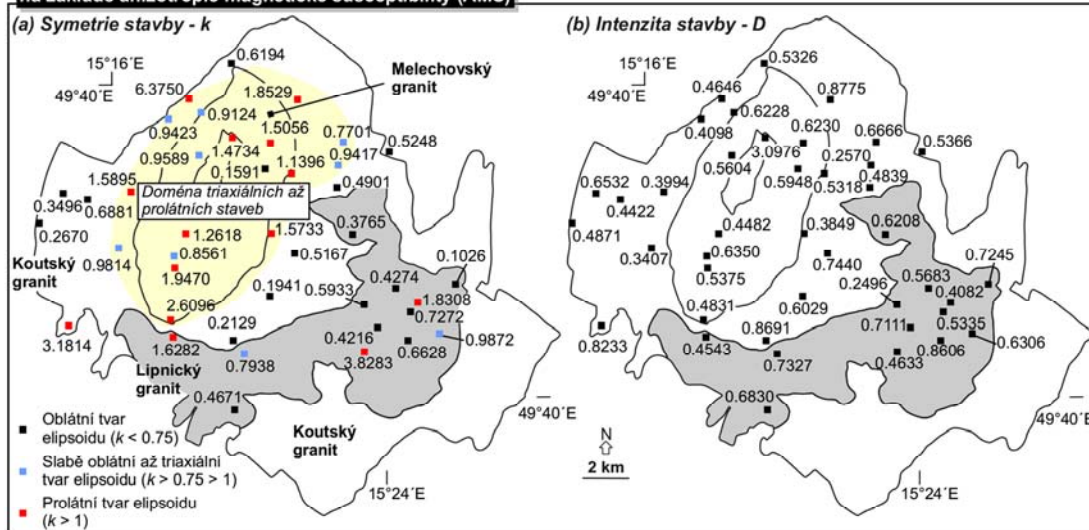 na základě anizotropie magnetické susceptibility (AMS)
(a) Symetrie stavby - k
15°16´E
49°40´E
0.6194
Melechovský
granit
6.3750
1.8529
0.9124
0.9423
1.5056
0.7701
0.5248
0.9589
1.4734
0.9417
0.1591
1.1396
1.5895
0.4901
Doména triaxiálních až
prolátních staveb
0.3496
0.6881
0.3765
0.2670
1.2618
1.5733
0.8561
0.5167
0.9814
Koutský
granit
1.9470
0.4274
0.1026
0.1941
0.5933
1.8308
2.6096
0.7272
0.2129
0.4216
0.9872
3.1814
1.6282
0.6628
3.8283
Lipnický
granit
0.7938
0.4671
Koutský
granit
15°24´E
Oblátní tvar
elipsoidu (k < 0.75)
Slabě oblátní až triaxiální
tvar elipsoidu (k > 0.75 > 1)
Prolátní tvar elipsoidu
(k > 1)
(b) Intenzita stavby - D
15°16´E
49°40´E
0.5326
0.4646
0.8775
0.6228
0.4098
0.6230
0.6666
0.5366
3.0976
0.2570
0.5604
0.5948
0.5318
0.4839
0.6532
0.3994
0.4422
0.4871
0.4482
0.3849
0.6208
0.3407
0.6350
0.7440
0.7245
0.5375
0.2496
0.5683
0.4082
0.4831
0.6029
0.7111
0.5335
0.8233
0.4543
0.8691
0.8606
0.6306
0.7327
0.4633
0.6830
49°40´E
N
2 km
15°24´E